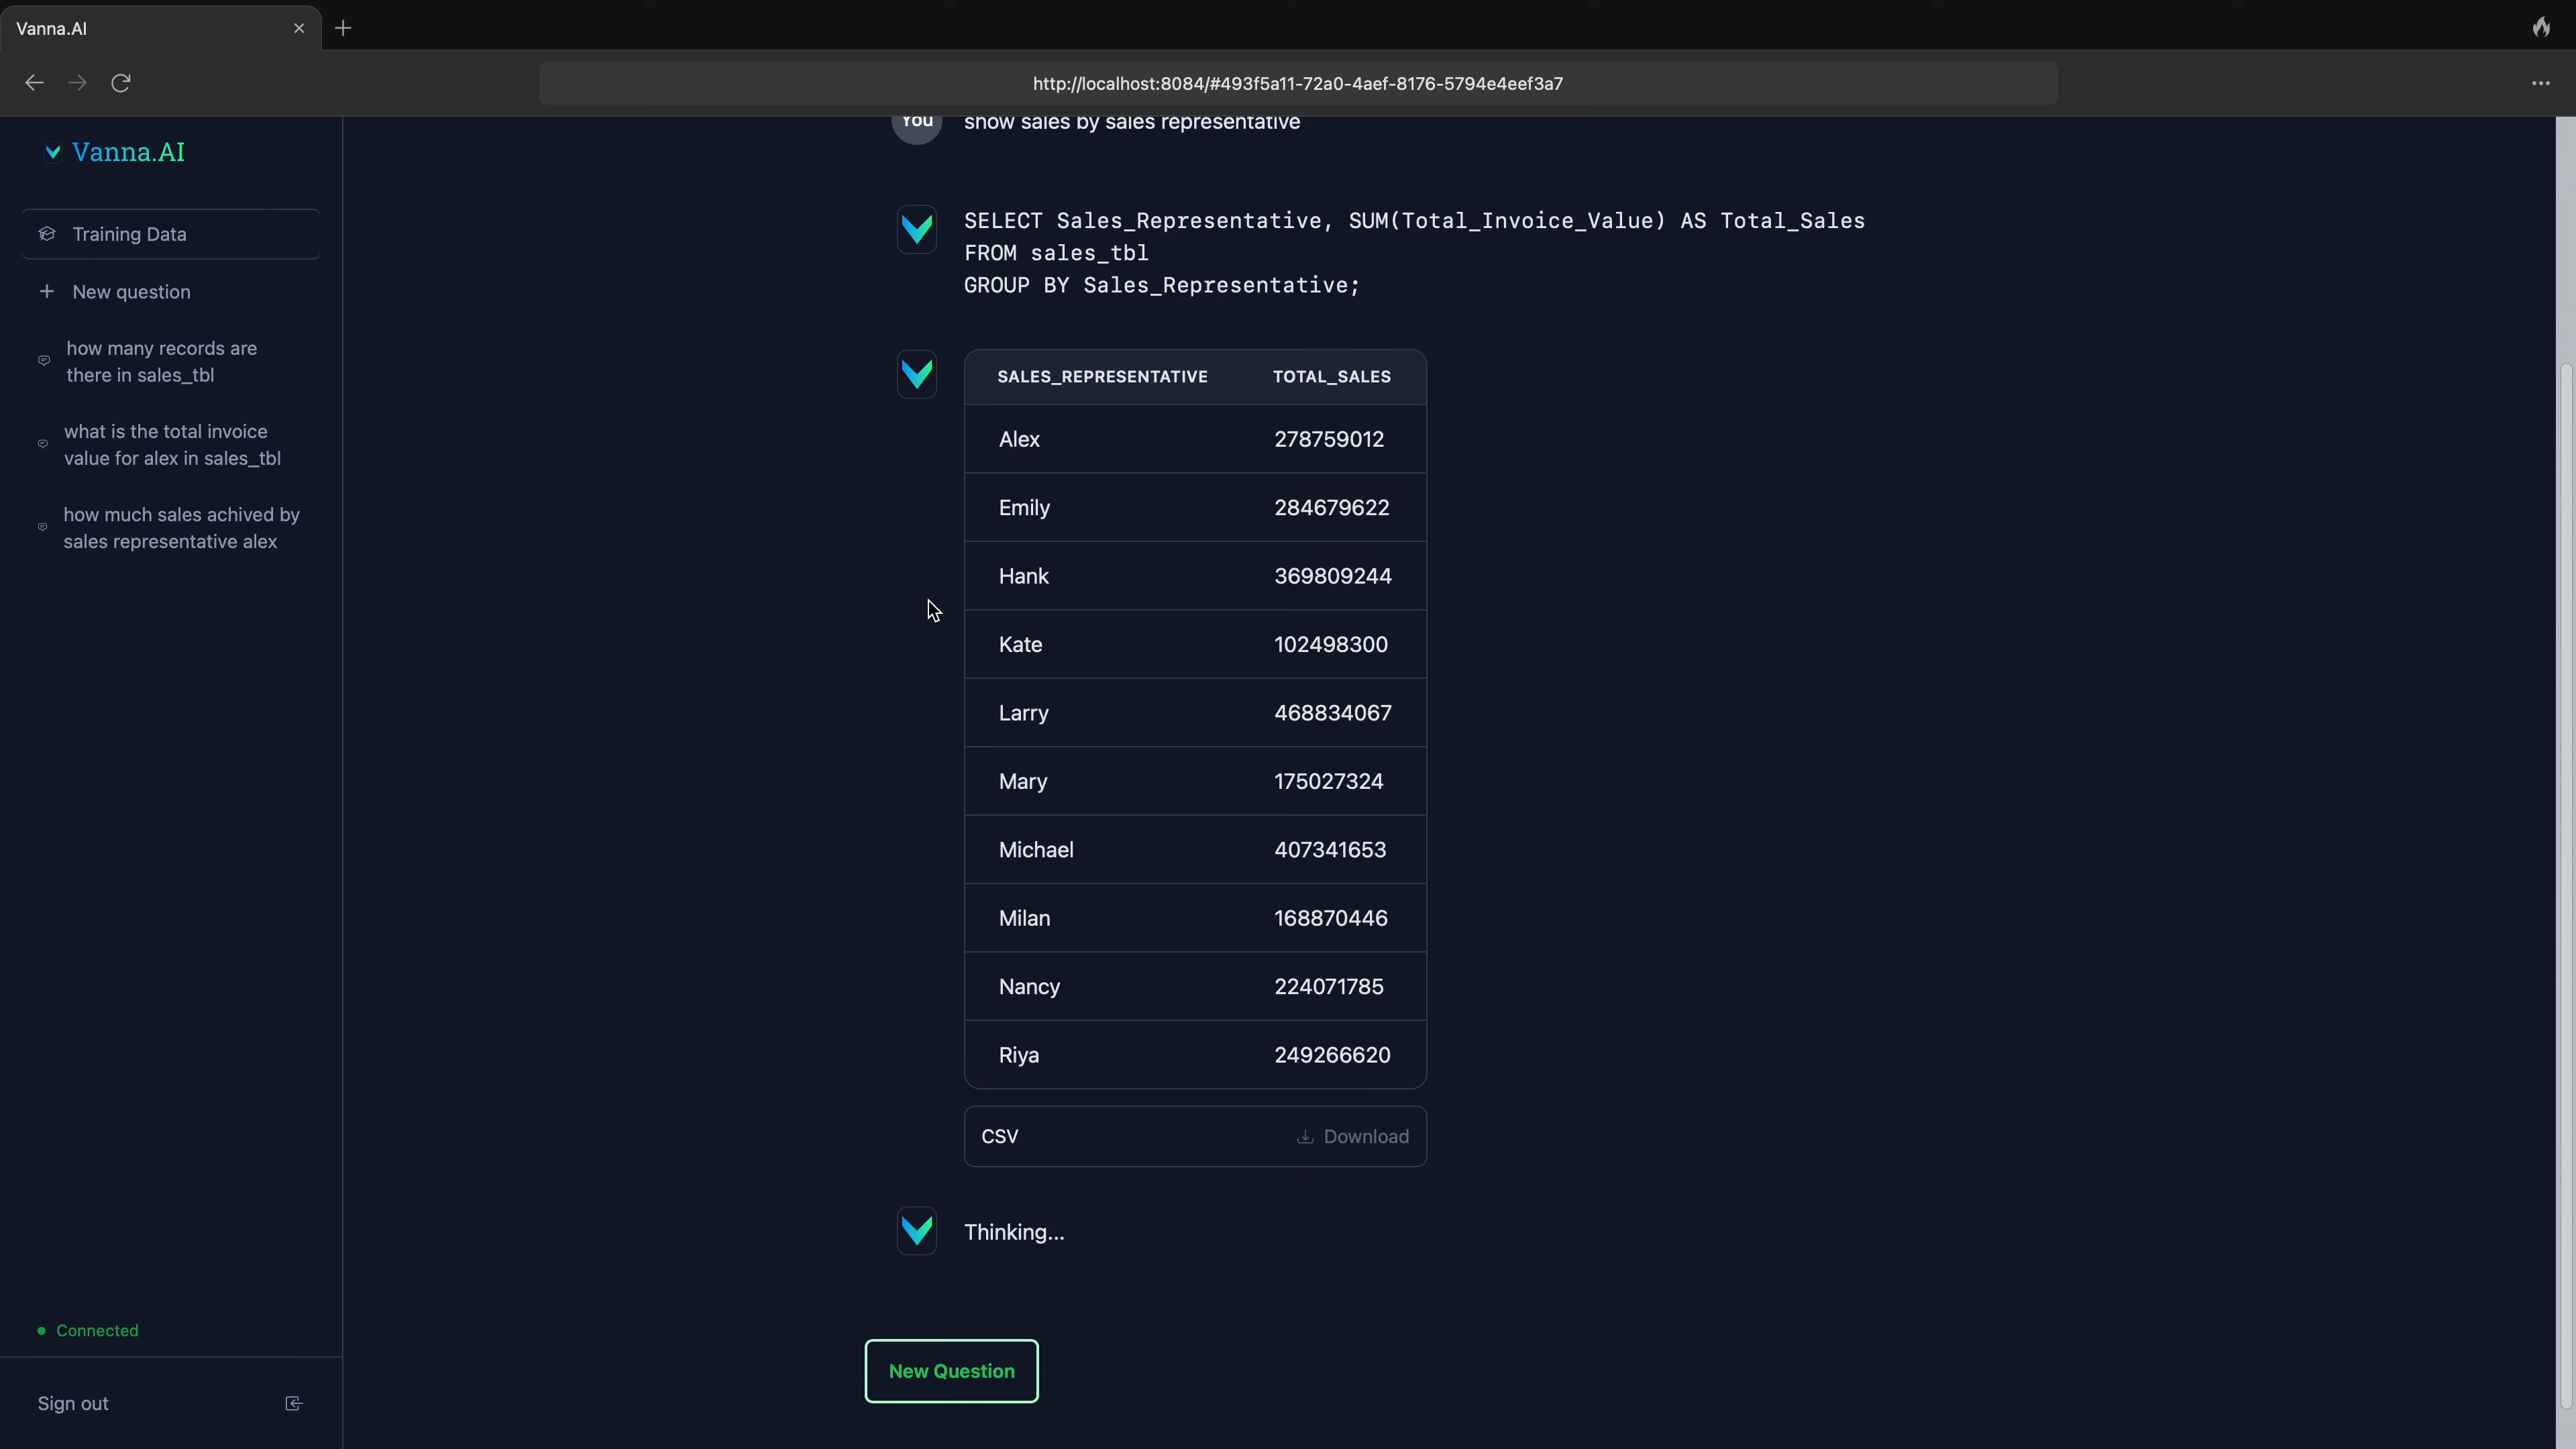 Vanna.AI
http://localhost:8084/#493f5a11-72a0-4aef-8176-5794e4eef3a7
Vanna.AI
Training Data
New question
how many records are
there in sales_tbl
what is the total invoice
value for alex in sales_tbl
how much sales achived by
sales representative alex
Connected
Sign out
You
show sales by sales representative
SELECT Sales_Representative, SUM(Total_Invoice_Value) AS Total_Sales
FROM sales_tbl
GROUP BY Sales_Representative;
SALES_REPRESENTATIVE TOTAL_SALES
Alex 278759012
Emily 284679622
Hank 369809244
Kate 102498300
Larry 468834067
Mary 175027324
Michael 407341653
Milan 168870446
Nancy 224071785
Riya 249266620
CSV Download
Thinking...
New Question